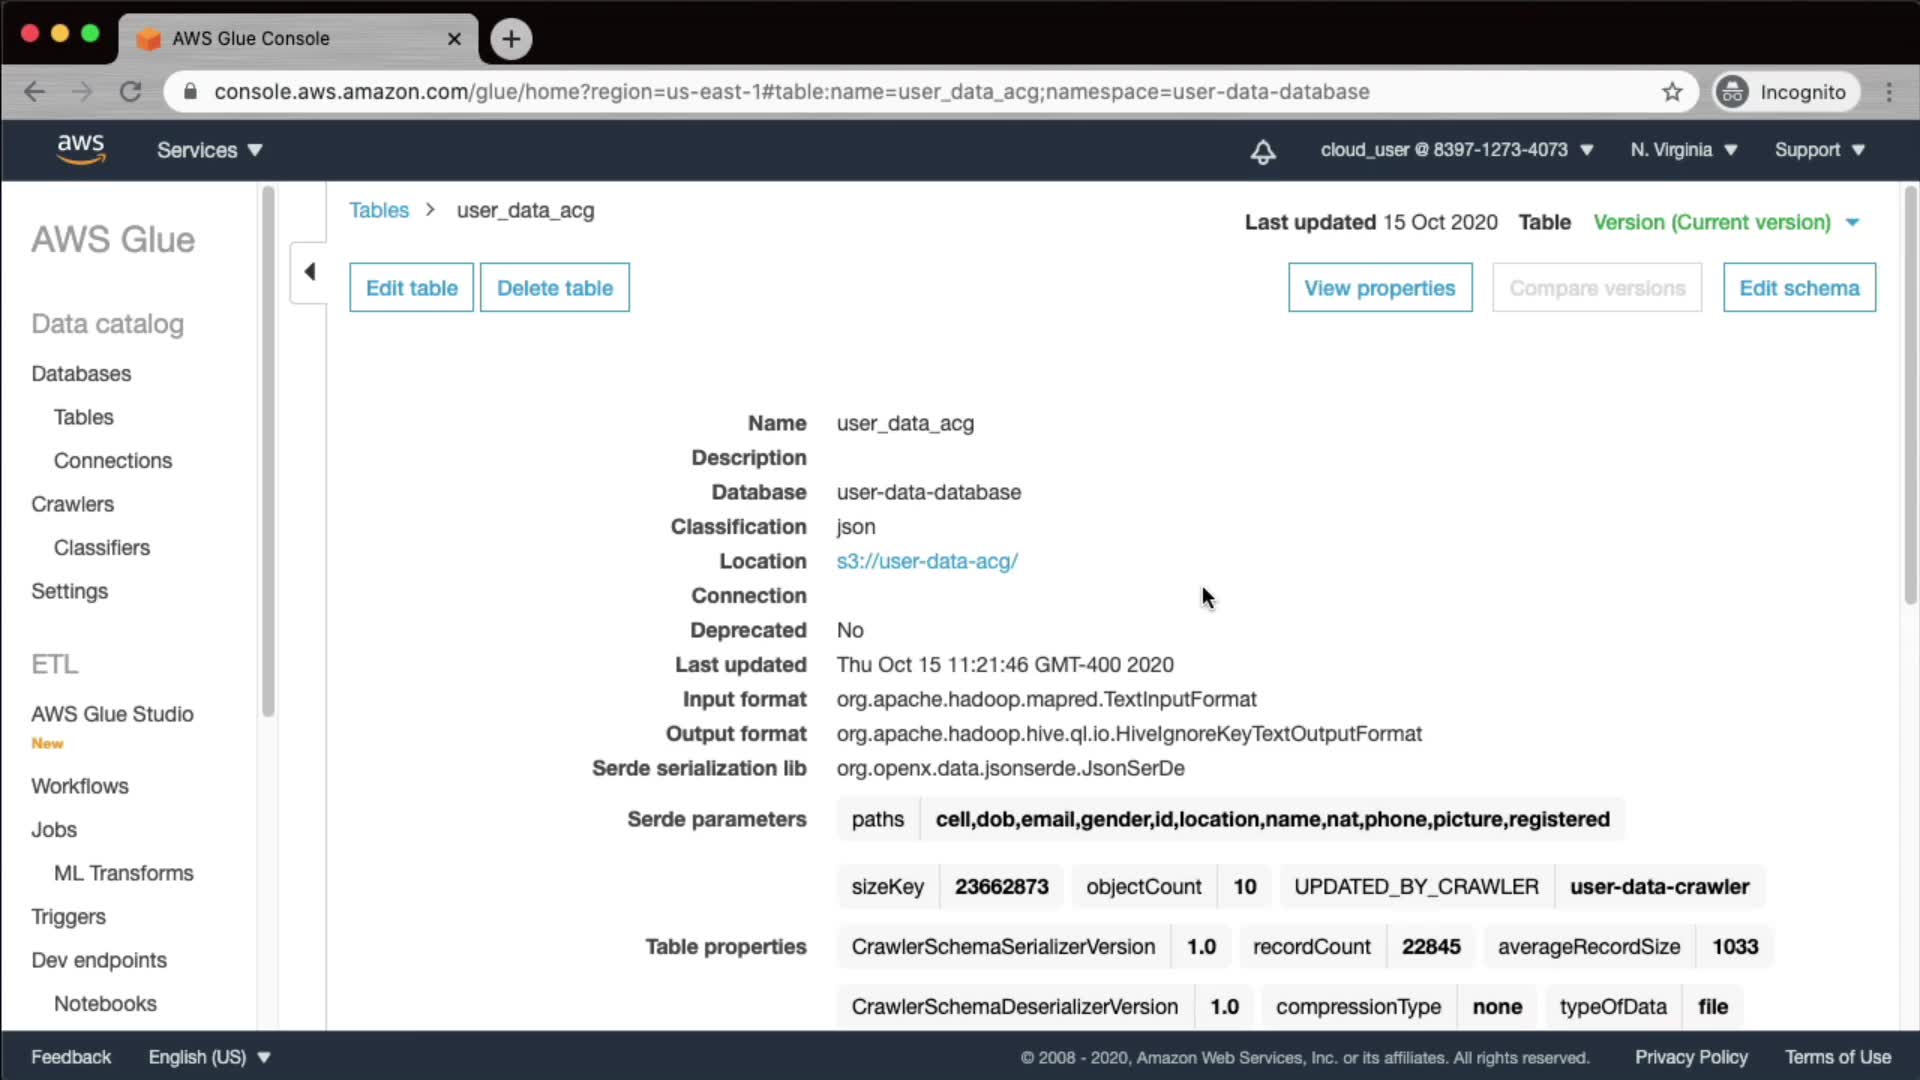 AWS Glue Console
console.aws.amazon.com/glue/home?region=us-east-1#table:name=user_data_acg;namespace=user-data-database
Incognito
aws
Services
cloud_user @ 8397-1273-4073
N. Virginia
Support
AWS Glue
Data catalog
Databases
Tables
Connections
Crawlers
Classifiers
Settings
ETL
AWS Glue Studio
New
Workflows
Jobs
ML Transforms
Triggers
Dev endpoints
Notebooks
Tables > user_data_acg
Last updated 15 Oct 2020 Table Version (Current version)
Edit table Delete table
View properties Compare versions Edit schema
Name user_data_acg
Description
Database user-data-database
Classification json
Location s3://user-data-acg/
Connection
Deprecated No
Last updated Thu Oct 15 11:21:46 GMT-400 2020
Input format org.apache.hadoop.mapred.TextInputFormat
Output format org.apache.hadoop.hive.ql.io.HiveIgnoreKeyTextOutputFormat
Serde serialization lib org.openx.data.jsonserde.JsonSerDe
Serde parameters paths cell,dob,email,gender,id,location,name,nat,phone,picture,registered
sizeKey 23662873 objectCount 10 UPDATED_BY_CRAWLER user-data-crawler
Table properties CrawlerSchemaSerializerVersion 1.0 recordCount 22845 averageRecordSize 1033
CrawlerSchemaDeserializerVersion 1.0 compressionType none typeOfData file
Feedback English (US)
© 2008 - 2020, Amazon Web Services, Inc. or its affiliates. All rights reserved. Privacy Policy Terms of Use